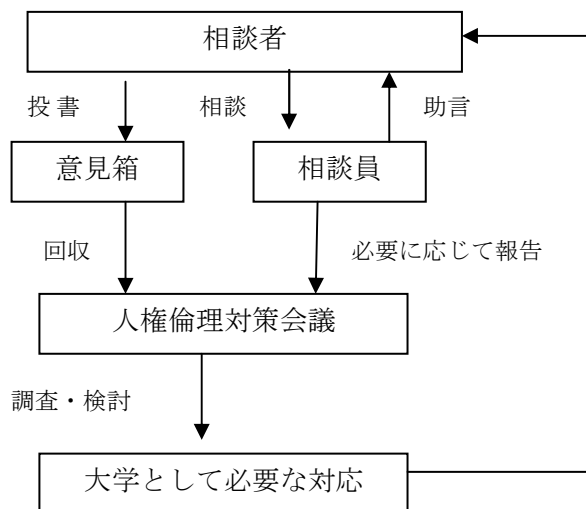 相談者
投書
相談
助言
意見箱
相談員
回収
必要に応じて報告
人権倫理対策会議
調査・検討
大学として必要な対応